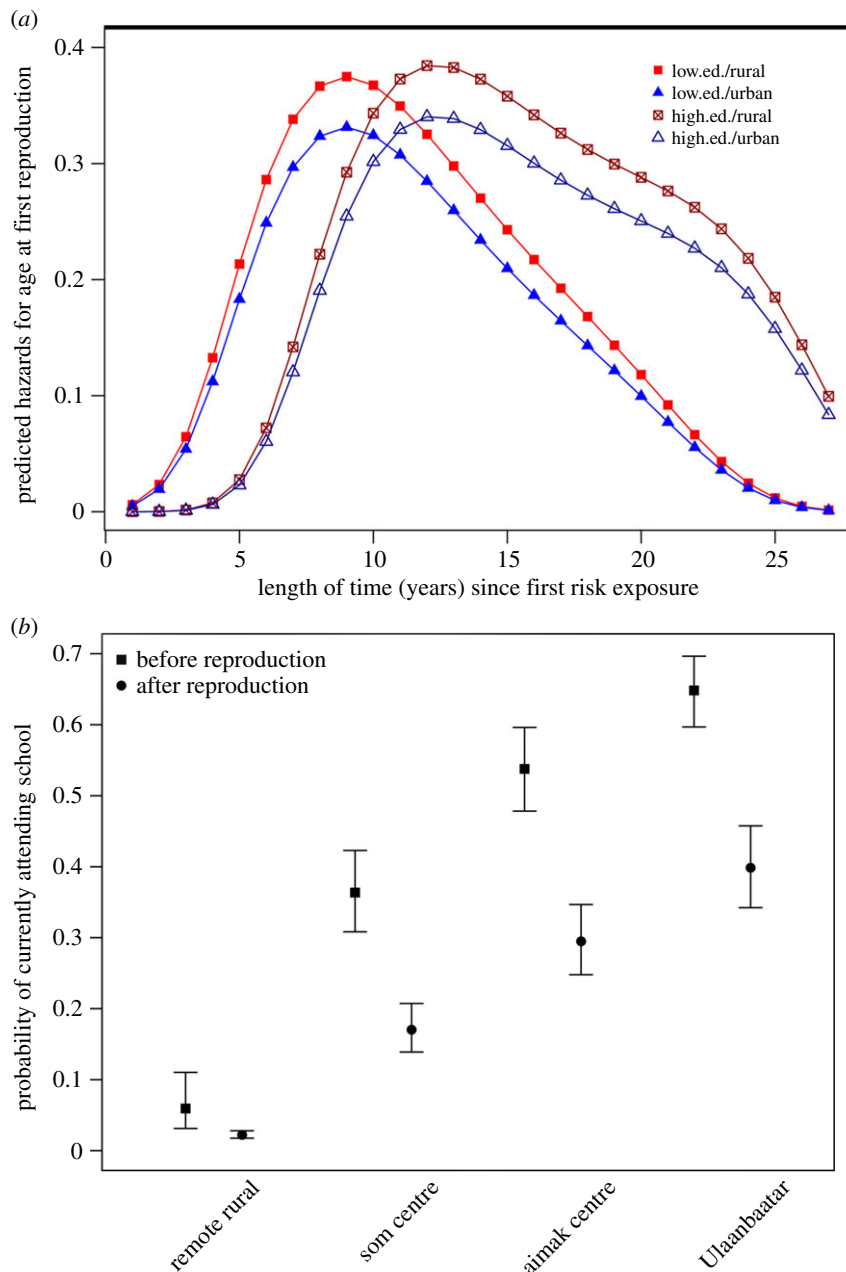 (a)
0.4
0.3
0.2
0.1
0
predicted hazards for age at first reproduction
low.ed./rural
low.ed./urban
high.ed./rural
high.ed./urban
0 5 10 15 20 25
length of time (years) since first risk exposure
(b)
0.7
0.6
0.5
0.4
0.3
0.2
0.1
0
probability of currently attending school
before reproduction
after reproduction
remote rural
som centre
aimak centre
Ulaanbaatar